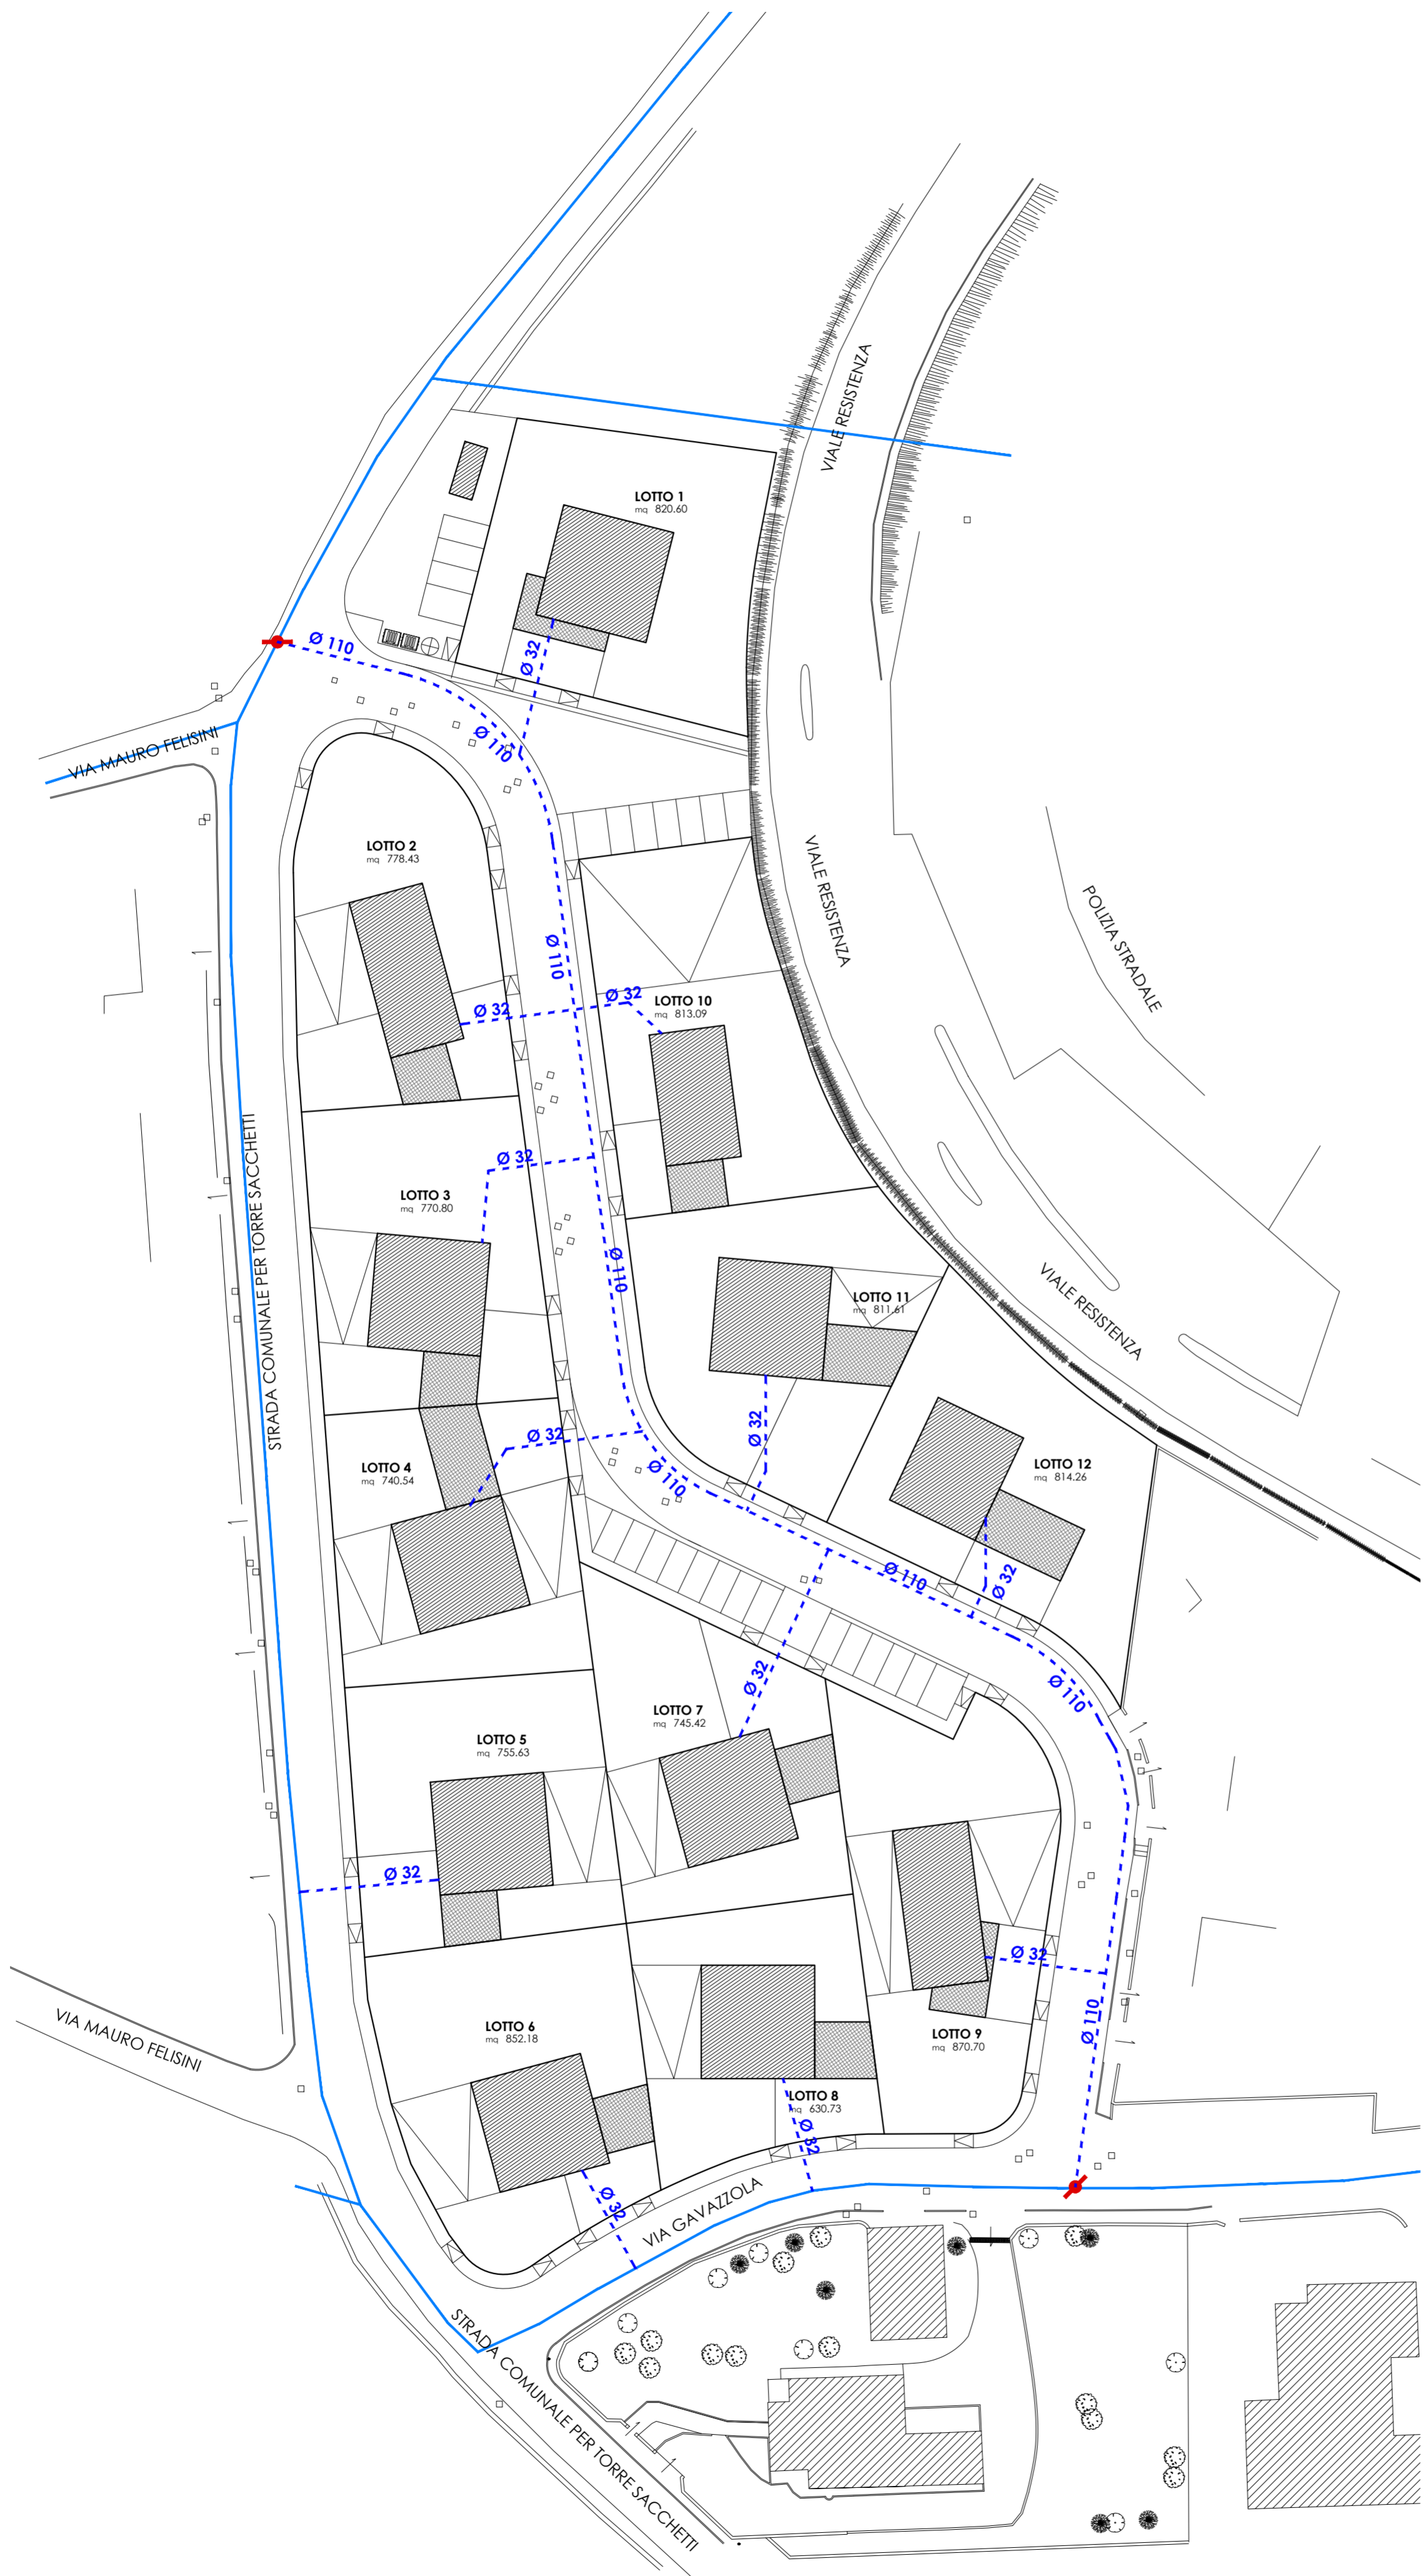 VIALE RESISTENZA
LOTTO 1
mq 820.60
Ø 110
Ø 32
VIA MAURO FELISINI
Ø 110
LOTTO 2
mq 778.43
VIALE RESISTENZA
POLIZIA STRADALE
Ø 110
Ø 32
Ø 32
LOTTO 10
mq 813.09
STRADA COMUNALE PER TORRE SACCHETTI
Ø 32
LOTTO 3
mq 770.80
Ø 110
LOTTO 11
mq 811.61
VIALE RESISTENZA
Ø 32
Ø 32
LOTTO 4
mq 740.54
Ø 110
LOTTO 12
mq 814.26
Ø 110
Ø 32
Ø 32
Ø 110
LOTTO 7
mq 745.42
LOTTO 5
mq 755.63
Ø 32
Ø 32
Ø 110
VIA MAURO FELISINI
LOTTO 6
mq 852.18
LOTTO 9
mq 870.70
LOTTO 8
mq 630.73
Ø 32
Ø 32
VIA GAVAZZOLA
STRADA COMUNALE PER TORRE SACCHETTI